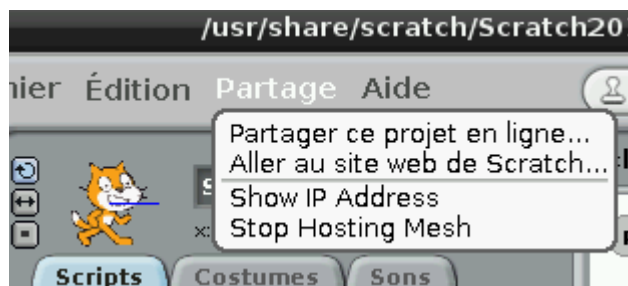 /usr/share/scratch/Scratch20
Édition Partage Aide
Partager ce projet en ligne...
Aller au site web de Scratch...
Show IP Address
Stop Hosting Mesh
x:
Scripts Costumes Sons